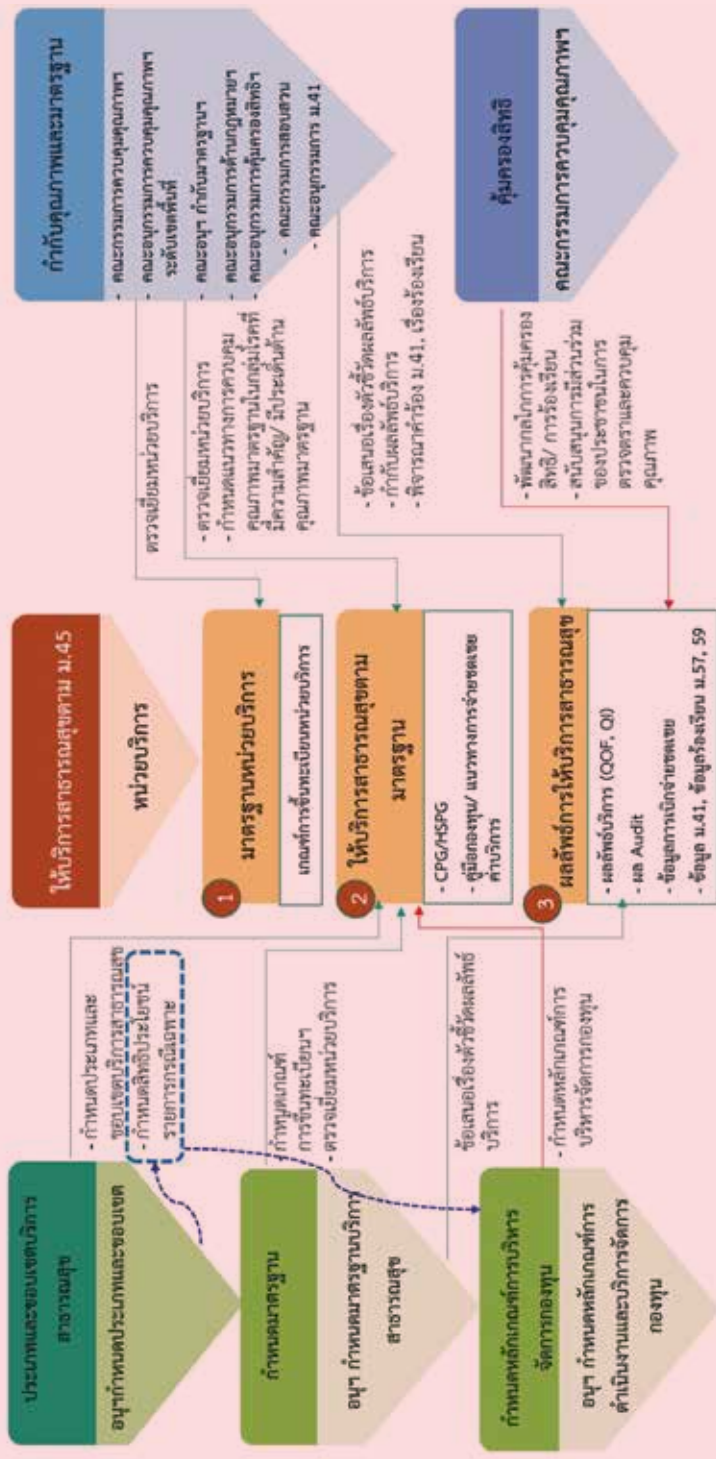 ประเภทและขอบเขตบริการ
สาธารณสุข
อนุฯกำหนดประเภทและขอบเขต
- กำหนดประเภทและ
ขอบเขตบริการสาธารณสุข
- กำหนดสิทธิประโยชน์
รายการกรณีเฉพาะ
กำหนดมาตรฐาน
อนุฯ กำหนดมาตรฐานบริการ
สาธารณสุข
- กำหนดเกณฑ์
การขึ้นทะเบียนฯ
- ตรวจเยี่ยมหน่วยบริการ
ข้อเสนอเรื่องตัวชี้วัดผลลัพธ์
บริการ
กำหนดหลักเกณฑ์การบริหาร
จัดการกองทุน
อนุฯ กำหนดหลักเกณฑ์การ
ดำเนินงานและบริการจัดการ
กองทุน
- กำหนดหลักเกณฑ์การ
บริหารจัดการกองทุน
ให้บริการสาธารณสุขตาม ม.45
หน่วยบริการ
1
มาตรฐานหน่วยบริการ
เกณฑ์การขึ้นทะเบียนหน่วยบริการ
2
ให้บริการสาธารณสุขตาม
มาตรฐาน
- CPG/HSPG
- คู่มือกองทุน/ แนวทางการจ่ายชดเชย
ค่าบริการ
3
ผลลัพธ์การให้บริการสาธารณสุข
- ผลลัพธ์บริการ (QOF, QI)
- ผล Audit
- ข้อมูลการเบิกจ่ายชดเชย
- ข้อมูล ม.41, ข้อมูลร้องเรียน ม.57, 59
กำกับคุณภาพและมาตรฐาน
- คณะกรรมการควบคุมคุณภาพฯ
- คณะอนุกรรมการควบคุมคุณภาพฯ
ระดับเขตพื้นที่
- คณะอนุฯ กำกับมาตรฐานฯ
- คณะอนุกรรมการด้านกฎหมายฯ
- คณะอนุกรรมการคุ้มครองสิทธิฯ
- คณะกรรมการสอบสวน
- คณะอนุกรรมการ ม.41
ตรวจเยี่ยมหน่วยบริการ
- ตรวจเยี่ยมหน่วยบริการ
- กำหนดแนวทางการควบคุม
คุณภาพมาตรฐานในกลุ่มโรคที่
มีความสำคัญ/ มีประเด็นด้าน
คุณภาพมาตรฐาน
- ข้อเสนอเรื่องตัวชี้วัดผลลัพธ์บริการ
- กำกับผลลัพธ์บริการ
- พิจารณาคำร้อง ม.41, เรื่องร้องเรียน
คุ้มครองสิทธิ
คณะกรรมการควบคุมคุณภาพฯ
- พัฒนากลไกการคุ้มครอง
สิทธิ/ การร้องเรียน
- สนับสนุนการมีส่วนร่วม
ของประชาชนในการ
ตรวจตราและควบคุม
คุณภาพ